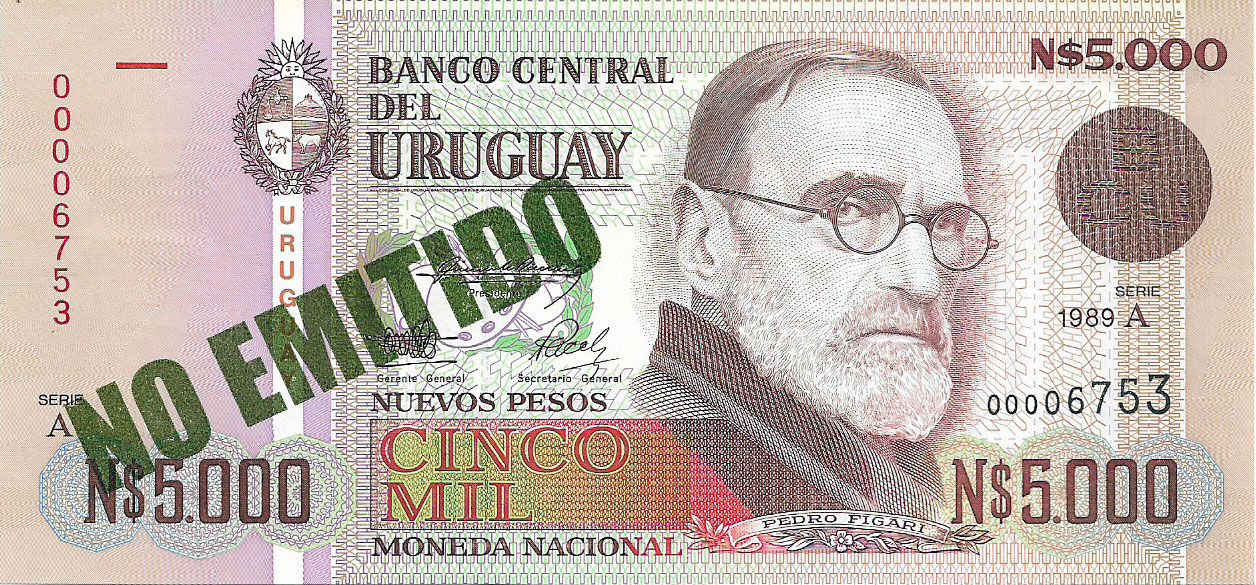 N$5.000
00006753
BANCO CENTRAL
DEL
URUGUAY
URUGUAY
NO EMITIDO
Presidente
SERIE
1989 A
Gerente General
Secretario General
00006753
SERIE
A
NUEVOS PESOS
CINCO
MIL
N$5.000
N$5.000
PEDRO FIGARI
MONEDA NACIONAL